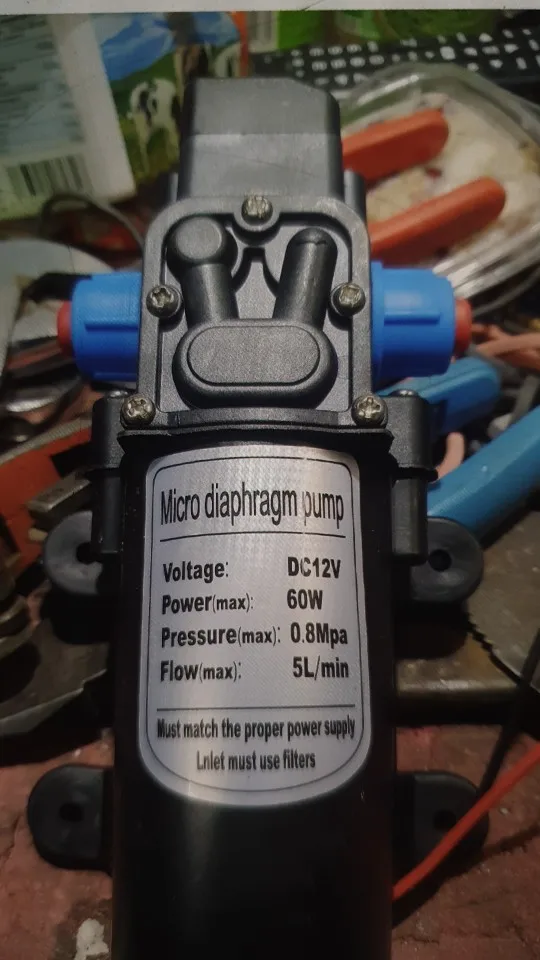 Micro diaphragm pump
Voltage: DC12V
Power(max): 60W
Pressure(max): 0.8Mpa
Flow(max): 5L/min
Must match the proper power supply
Lnlet must use filters